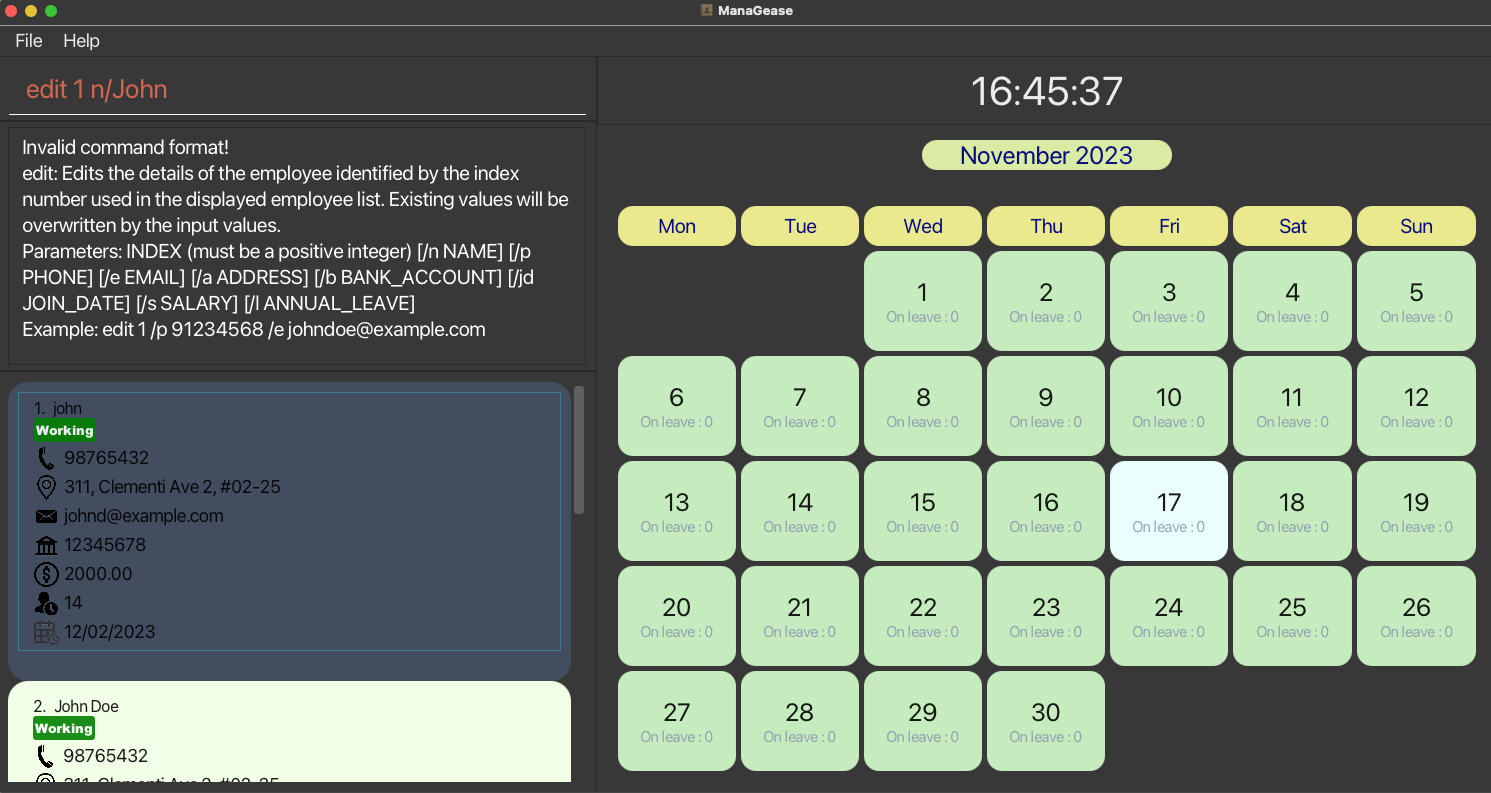 ManaGease
File Help
edit 1 n/John
Invalid command format!
edit: Edits the details of the employee identified by the index
number used in the displayed employee list. Existing values will be
overwritten by the input values.
Parameters: INDEX (must be a positive integer) [/n NAME] [/p
PHONE] [/e EMAIL] [/a ADDRESS] [/b BANK_ACCOUNT] [/jd
JOIN_DATE] [/s SALARY] [/l ANNUAL_LEAVE]
Example: edit 1 /p 91234568 /e johndoe@example.com
1. john
Working
98765432
311, Clementi Ave 2, #02-25
johnd@example.com
12345678
2000.00
14
12/02/2023
2. John Doe
Working
98765432
311, Clementi Ave 2, #02-25
16:45:37
November 2023
Mon Tue Wed Thu Fri Sat Sun
1 2 3 4 5
On leave : 0 On leave : 0 On leave : 0 On leave : 0 On leave : 0
6 7 8 9 10 11 12
On leave : 0 On leave : 0 On leave : 0 On leave : 0 On leave : 0 On leave : 0 On leave : 0
13 14 15 16 17 18 19
On leave : 0 On leave : 0 On leave : 0 On leave : 0 On leave : 0 On leave : 0 On leave : 0
20 21 22 23 24 25 26
On leave : 0 On leave : 0 On leave : 0 On leave : 0 On leave : 0 On leave : 0 On leave : 0
27 28 29 30
On leave : 0 On leave : 0 On leave : 0 On leave : 0